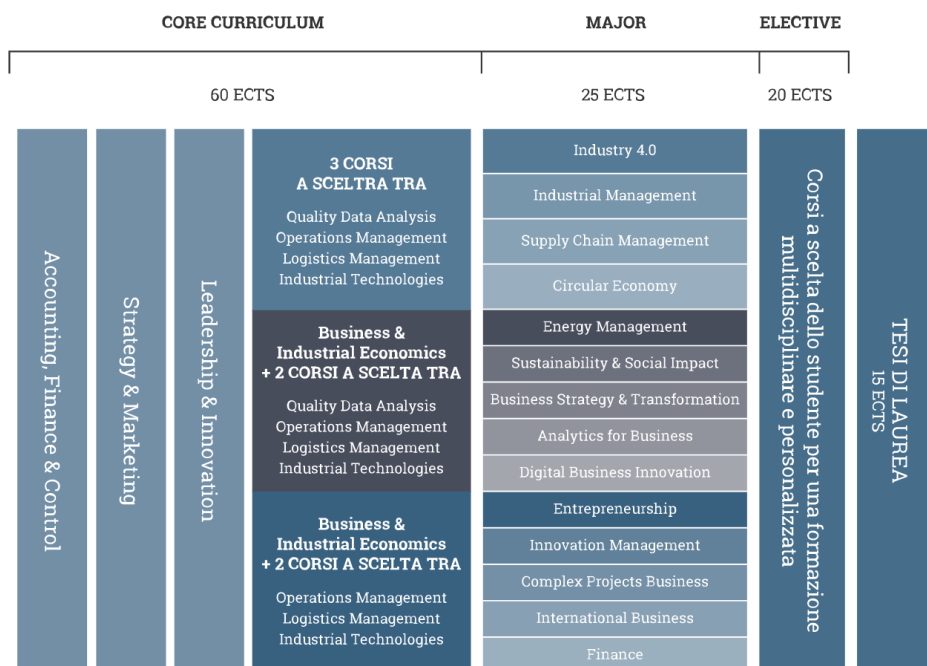 CORE CURRICULUM
MAJOR
ELECTIVE
60 ECTS
25 ECTS
20 ECTS
Accounting, Finance & Control
Strategy & Marketing
Leadership & Innovation
3 CORSI
A SCELTRA TRA
Quality Data Analysis
Operations Management
Logistics Management
Industrial Technologies
Business &
Industrial Economics
+ 2 CORSI A SCELTA TRA
Quality Data Analysis
Operations Management
Logistics Management
Industrial Technologies
Business &
Industrial Economics
+ 2 CORSI A SCELTA TRA
Operations Management
Logistics Management
Industrial Technologies
Industry 4.0
Industrial Management
Supply Chain Management
Circular Economy
Energy Management
Sustainability & Social Impact
Business Strategy & Transformation
Analytics for Business
Digital Business Innovation
Entrepreneurship
Innovation Management
Complex Projects Business
International Business
Finance
Corsi a scelta dello studente per una formazione
multidisciplinare e personalizzata
TESI DI LAUREA
15 ECTS